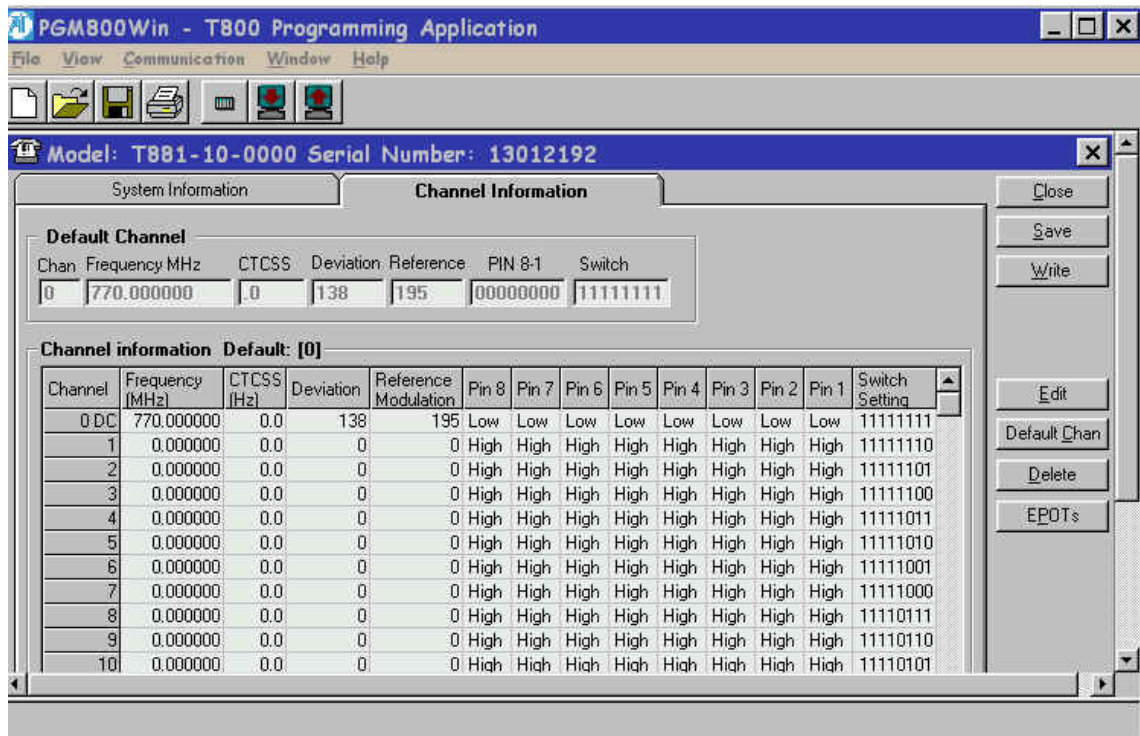 PGM800Win - T800 Programming Application
File View Communication Window Help
Model: T881-10-0000 Serial Number: 13012192
System Information Channel Information
Close
Save
Write
Default Channel
Chan Frequency MHz CTCSS Deviation Reference PIN 8-1 Switch
0 770.000000 .0 138 195 00000000 11111111
Channel information Default: [0]
Channel Frequency (MHz) CTCSS (Hz) Deviation Reference Modulation Pin 8 Pin 7 Pin 6 Pin 5 Pin 4 Pin 3 Pin 2 Pin 1 Switch Setting
0 DC 770.000000 0.0 138 195 Low Low Low Low Low Low Low Low 11111111
1 0.000000 0.0 0 0 High High High High High High High High 11111110
2 0.000000 0.0 0 0 High High High High High High High High 11111101
3 0.000000 0.0 0 0 High High High High High High High High 11111100
4 0.000000 0.0 0 0 High High High High High High High High 11111011
5 0.000000 0.0 0 0 High High High High High High High High 11111010
6 0.000000 0.0 0 0 High High High High High High High High 11111001
7 0.000000 0.0 0 0 High High High High High High High High 11111000
8 0.000000 0.0 0 0 High High High High High High High High 11110111
9 0.000000 0.0 0 0 High High High High High High High High 11110110
10 0.000000 0.0 0 0 High High High High High High High High 11110101
Edit
Default Chan
Delete
EPOTs